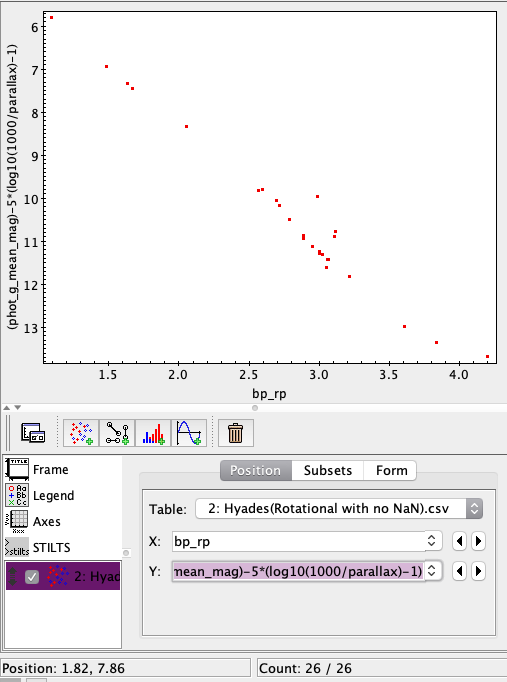 6
7
8
9
10
11
12
13
(phot_g_mean_mag)-5*(log10(1000/parallax)-1)
1.5 2.0 2.5 3.0 3.5 4.0
bp_rp
TITLE
Frame
Legend
Axes
STILTS
2: Hyad
Position Subsets Form
Table: 2: Hyades(Rotational with no NaN).csv
X: bp_rp
Y: mean_mag)-5*(log10(1000/parallax)-1)
Position: 1.82, 7.86
Count: 26 / 26